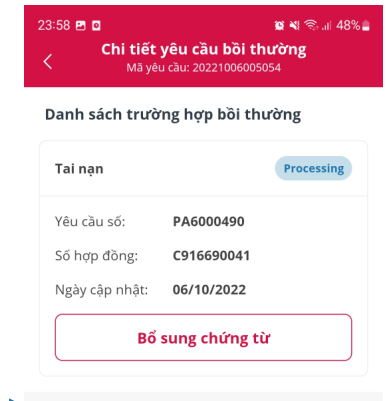 23:58 48%
Chi tiết yêu cầu bồi thường
Mã yêu cầu: 20221006005054
Danh sách trường hợp bồi thường
Tai nạn Processing
Yêu cầu số: PA6000490
Số hợp đồng: C916690041
Ngày cập nhật: 06/10/2022
Bổ sung chứng từ